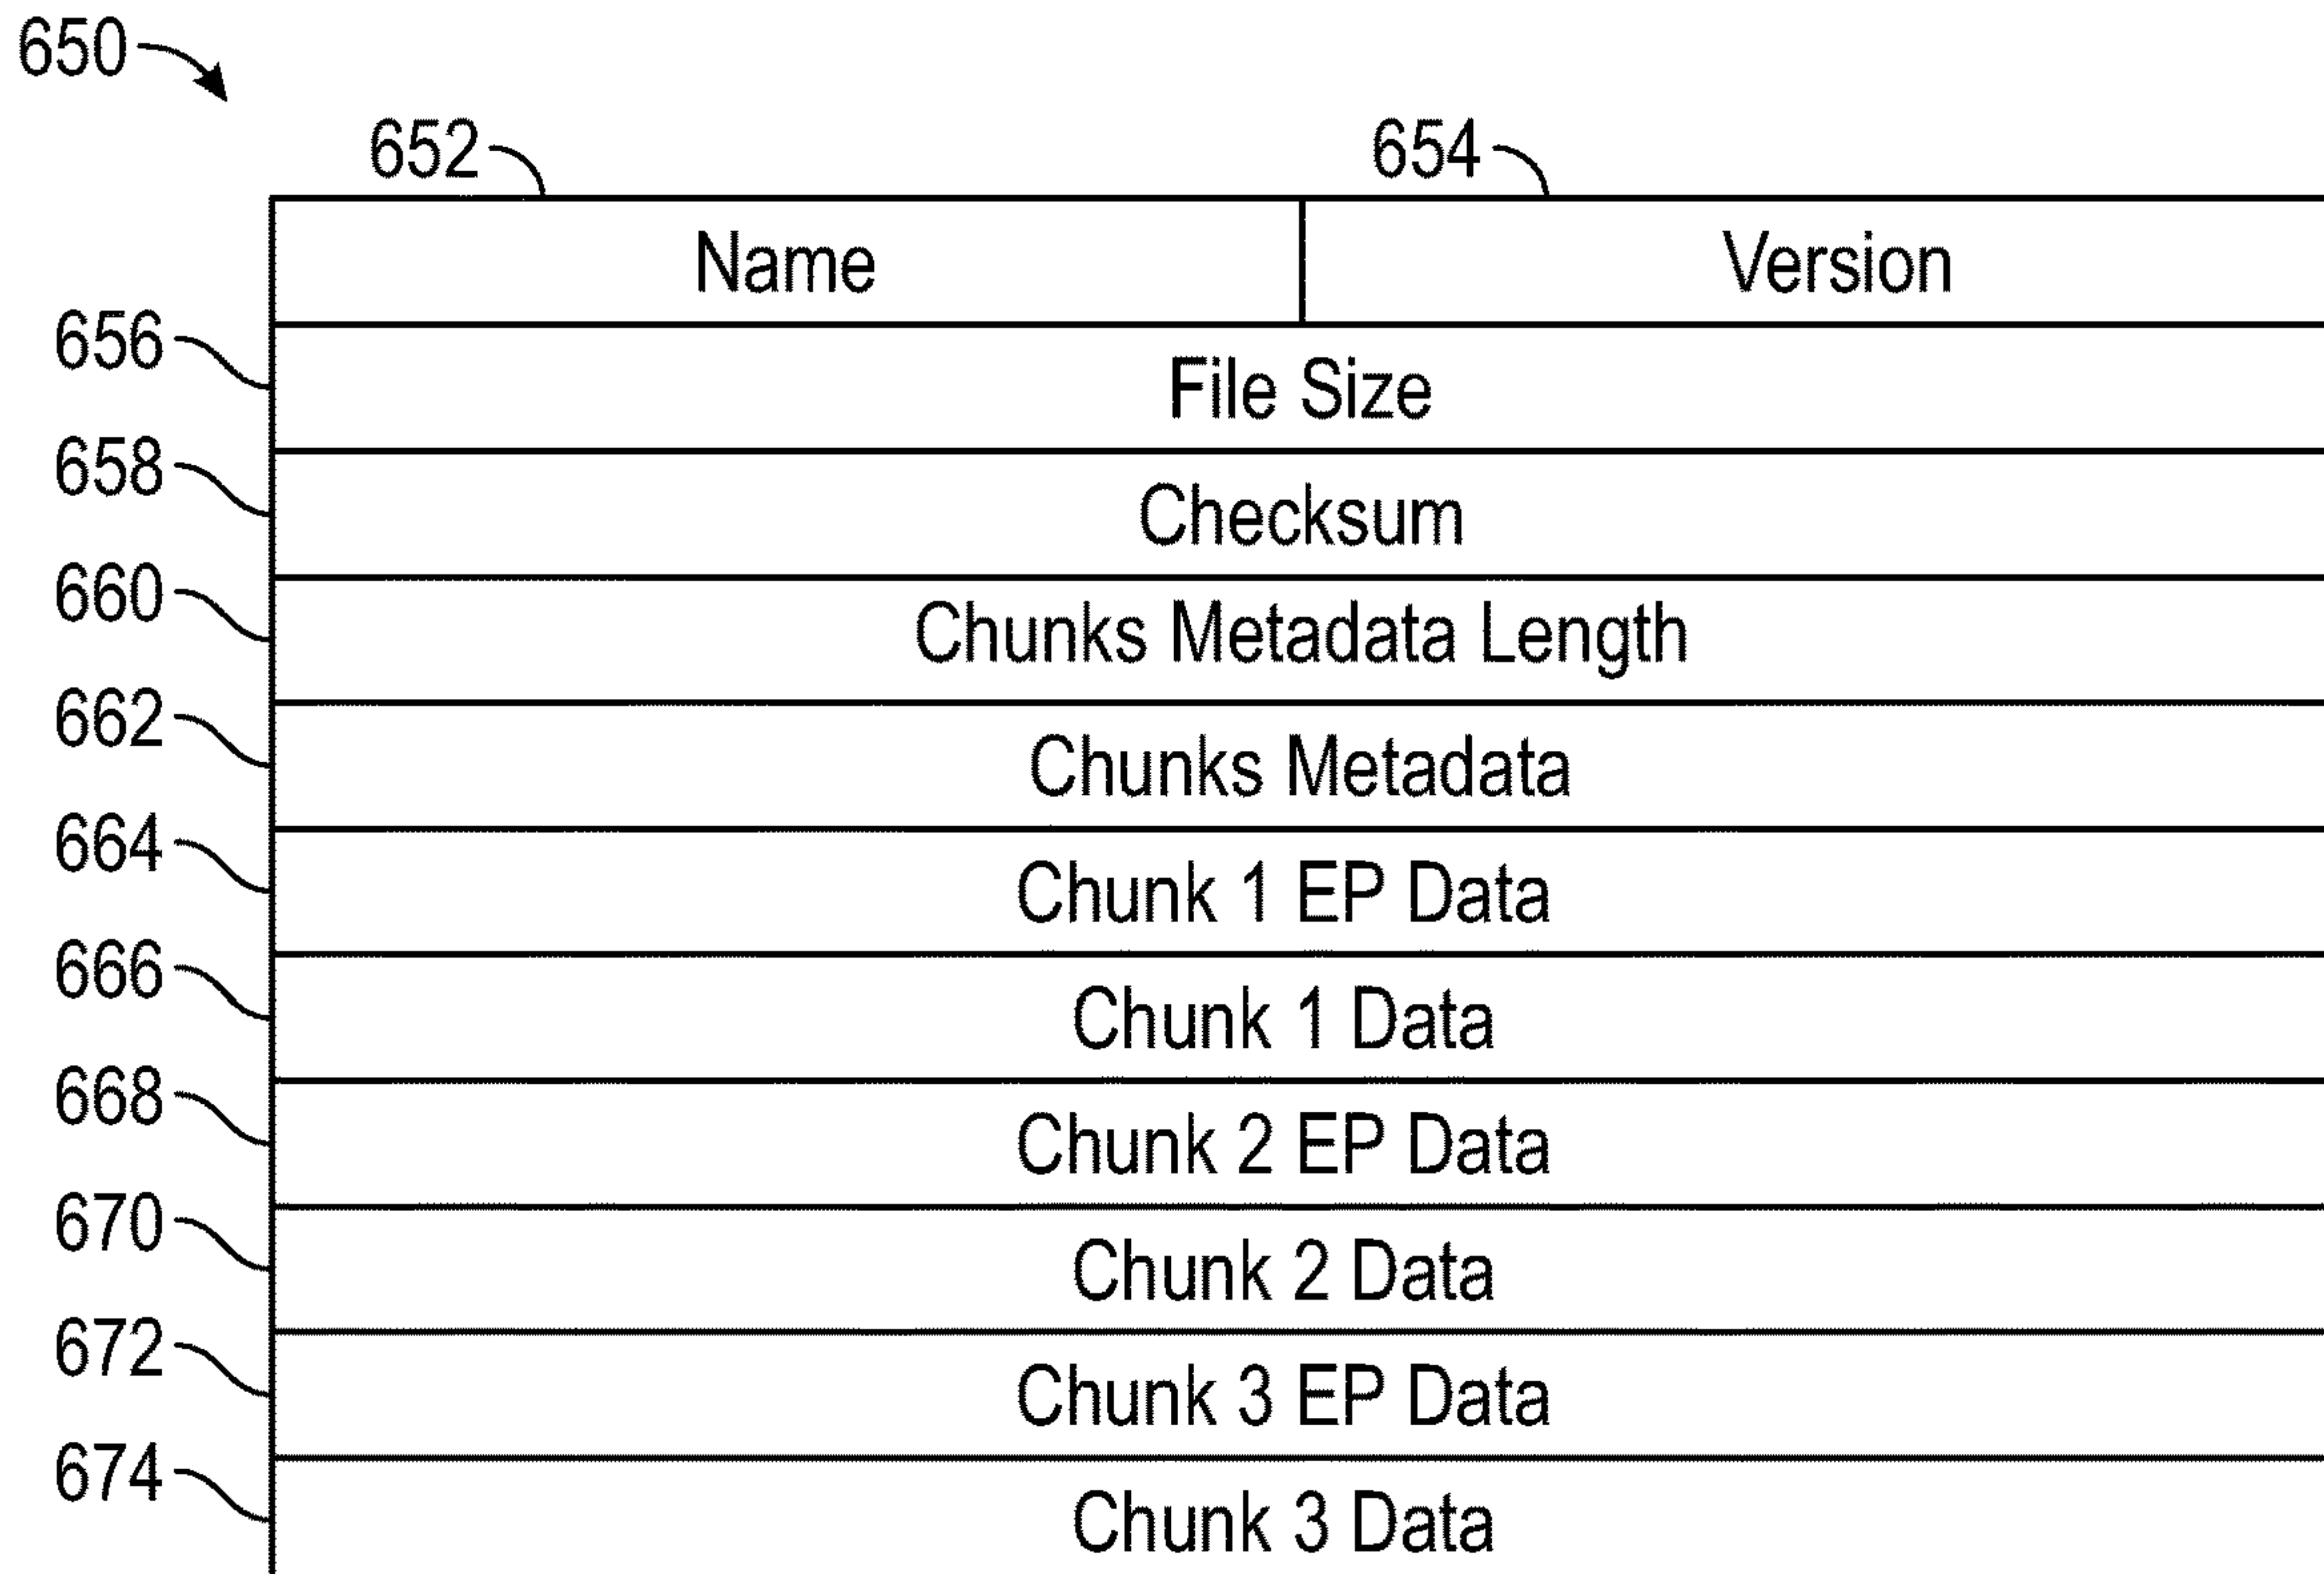 650
652 654
Name Version
656 File Size
658 Checksum
660 Chunks Metadata Length
662 Chunks Metadata
664 Chunk 1 EP Data
666 Chunk 1 Data
668 Chunk 2 EP Data
670 Chunk 2 Data
672 Chunk 3 EP Data
674 Chunk 3 Data